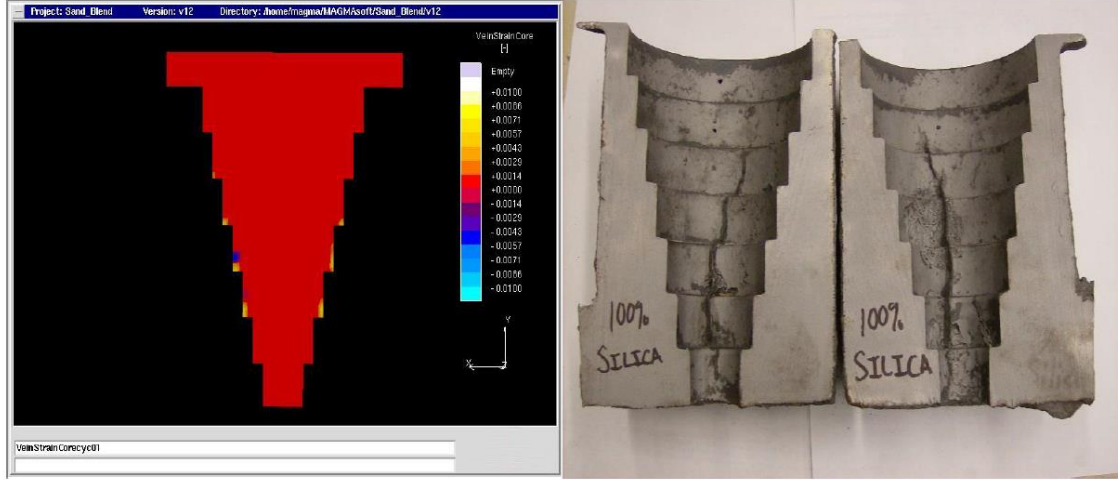 Project: Sand_Blend Version: v12 Directory: /home/magma/MAGMAsoft/Sand_Blend/v12
VeinStrainCore
[-]
Empty
+0.0100
+0.0086
+0.0071
+0.0057
+0.0043
+0.0029
+0.0014
+0.0000
-0.0014
-0.0029
-0.0043
-0.0057
-0.0071
-0.0086
-0.0100
Y
X
Z
VeinStrainCorecyc01
100%
SILICA
100%
SILICA